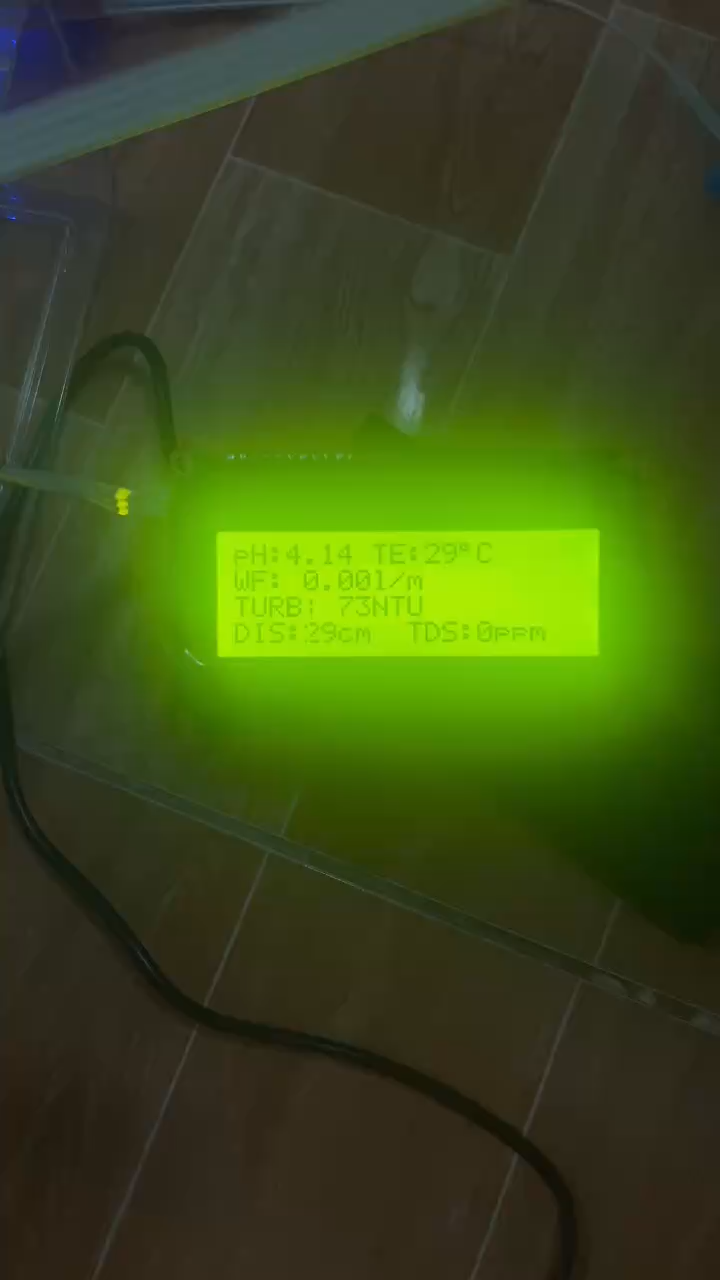 pH:4.14 TE:29°C
WF: 0.00l/m
TURB: 73NTU
DIS:29cm TDS:0ppm